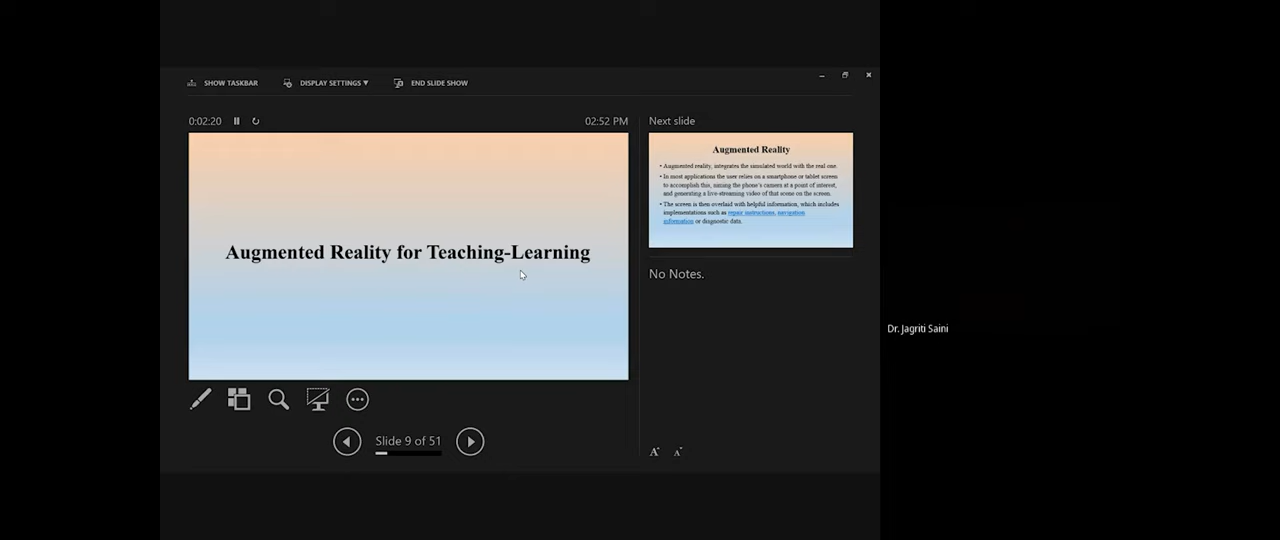 SHOW TASKBAR
DISPLAY SETTINGS ▼
END SLIDE SHOW
0:02:20
02:52 PM
Augmented Reality for Teaching-Learning
Slide 9 of 51
Next slide
Augmented Reality
• Augmented reality, integrates the simulated world with the real one.
• In most applications the user relies on a smartphone or tablet screen
to accomplish this, aiming the phone's camera at a point of interest,
and generating a live-streaming video of that scene on the screen.
• The screen is then overlaid with helpful information, which includes
implementations such as repair instructions, navigation
information or diagnostic data.
No Notes.
A A
Dr. Jagriti Saini